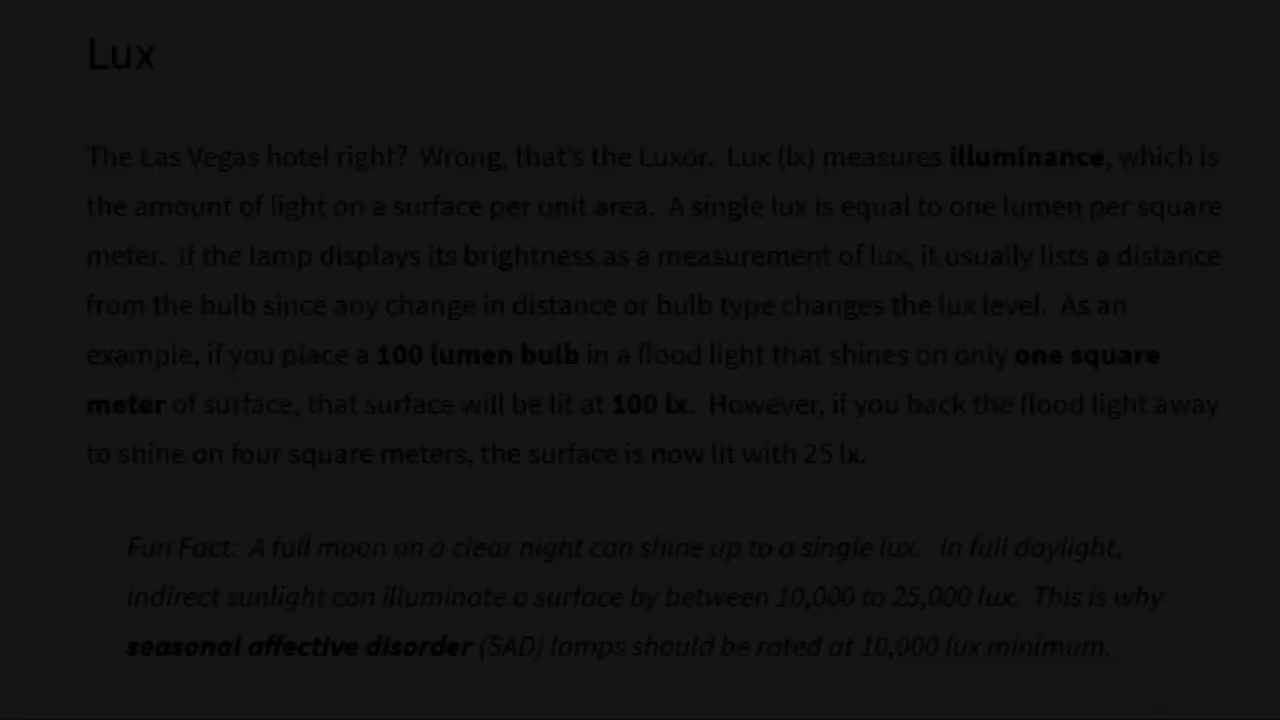 Lux
The Las Vegas hotel right?  Wrong, that's the Luxor.  Lux (lx) measures illuminance, which is
the amount of light on a surface per unit area.  A single lux is equal to one lumen per square
meter.  If the lamp displays its brightness as a measurement of lux, it usually lists a distance
from the bulb since any change in distance or bulb type changes the lux level.  As an
example, if you place a 100 lumen bulb in a flood light that shines on only one square
meter of surface, that surface will be lit at 100 lx.  However, if you back the flood light away
to shine on four square meters, the surface is now lit with 25 lx.
Fun Fact:  A full moon on a clear night can shine up to a single lux.   In full daylight,
indirect sunlight can illuminate a surface by between 10,000 to 25,000 lux.  This is why
seasonal affective disorder (SAD) lamps should be rated at 10,000 lux minimum.